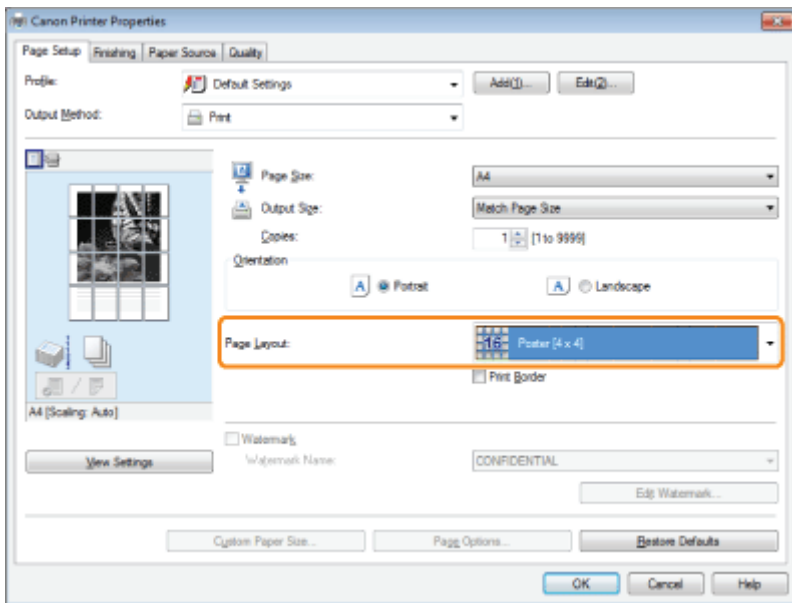 Canon Printer Properties
Page Setup Finishing Paper Source Quality
Profile: Default Settings Add(1)... Edit(2)...
Output Method: Print
Page Size: A4
Output Size: Match Page Size
Copies: 1 [1 to 9999]
Orientation
A Portrait A Landscape
Page Layout: 16 Poster [4 x 4]
Print Border
A4 [Scaling: Auto]
Watermark
View Settings Watermark Name: CONFIDENTIAL
Edit Watermark...
Custom Paper Size... Page Options... Restore Defaults
OK Cancel Help